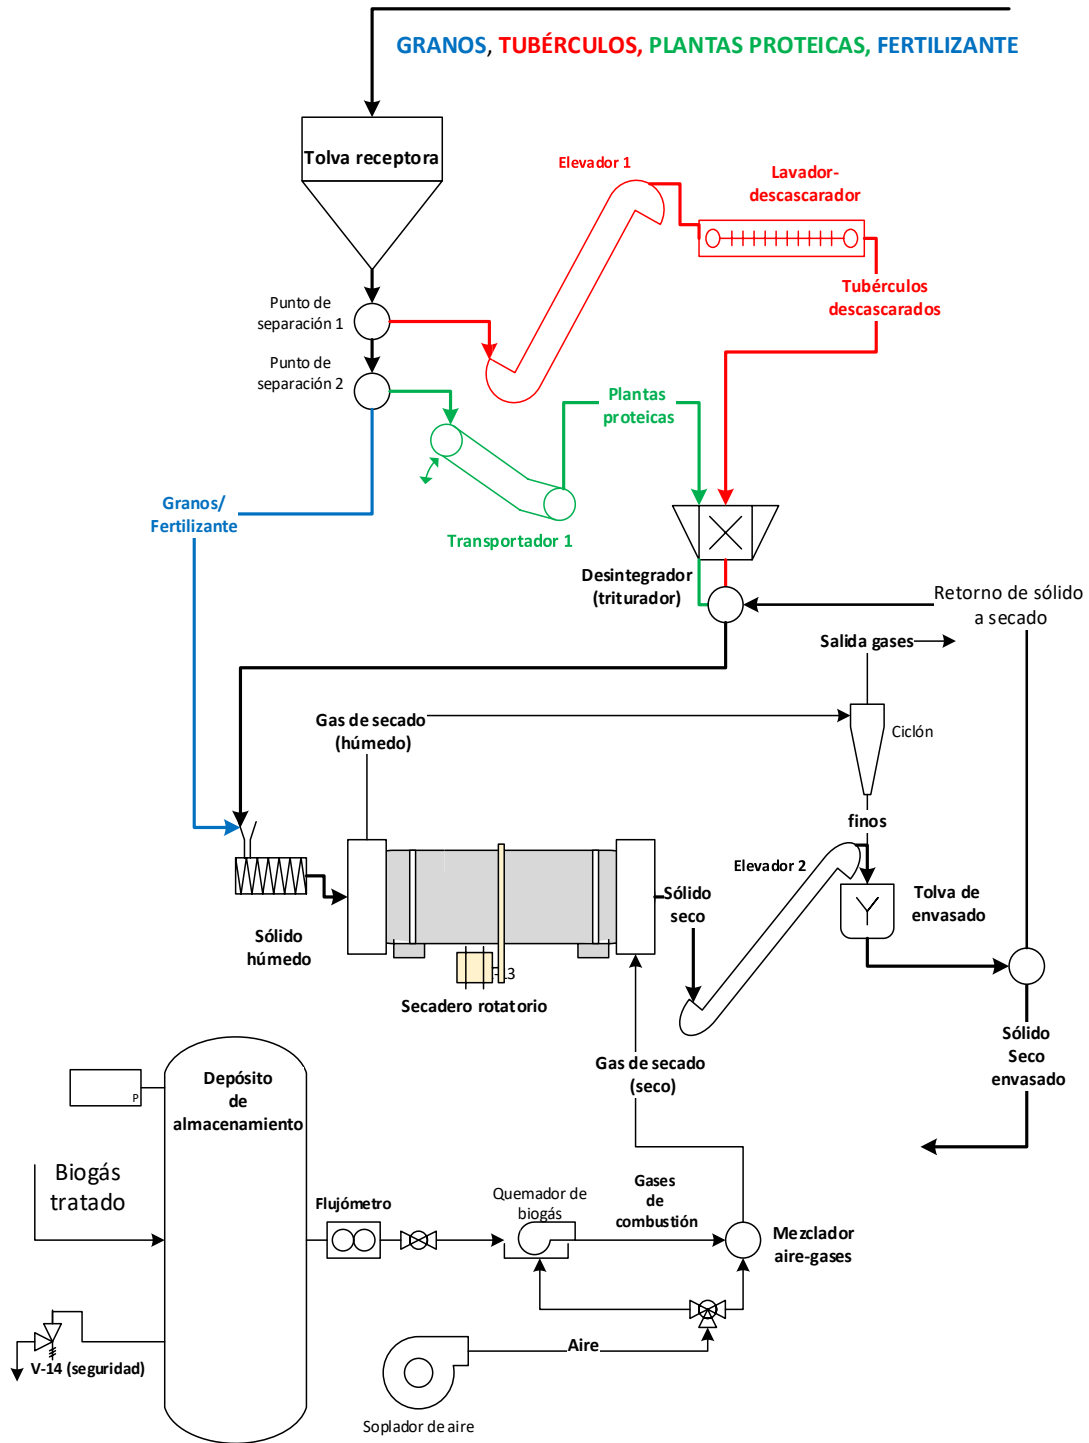 GRANOS, TUBÉRCULOS, PLANTAS PROTEICAS, FERTILIZANTE
Tolva receptora
Elevador 1
Lavador-
descascarador
Punto de
separación 1
Tubérculos
descascarados
Punto de
separación 2
Plantas
proteicas
Granos/
Fertilizante
Transportador 1
Desintegrador
(triturador)
Retorno de sólido
a secado
Salida gases
Gas de secado
(húmedo)
Ciclón
finos
Elevador 2
Sólido
seco
Tolva de
envasado
Sólido
húmedo
Secadero rotatorio
Sólido
Seco
envasado
Gas de secado
(seco)
Depósito
de
almacenamiento
P
Biogás
tratado
Flujómetro
Quemador de
biogás
Gases
de
combustión
Mezclador
aire-gases
Aire
V-14 (seguridad)
Soplador de aire